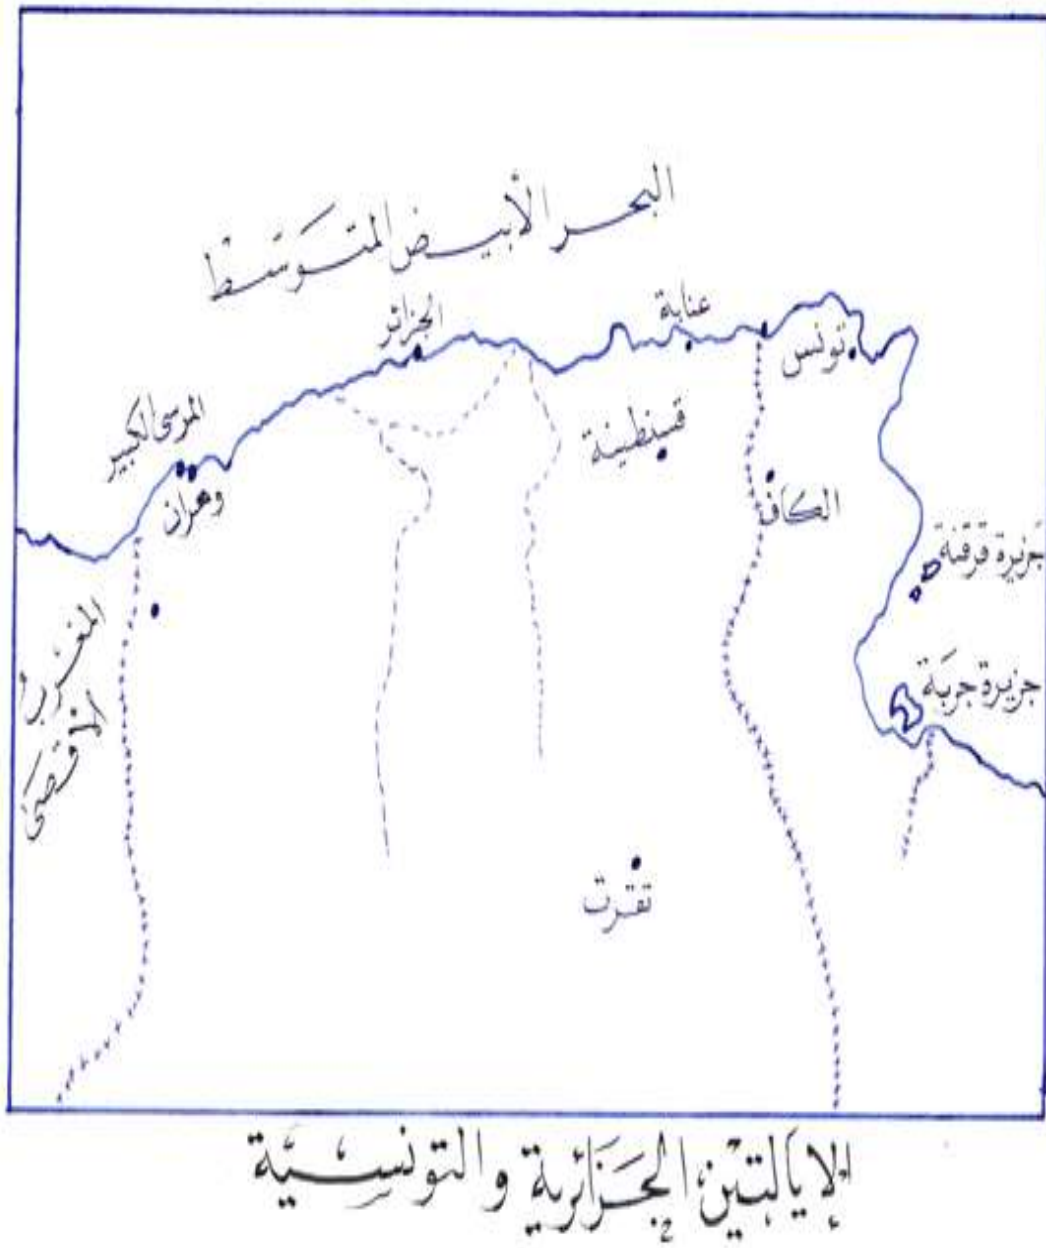 البحر الأبيض المتوسط
الجزائر
عنابة
تونس
المرسى الكبير
وهران
قسنطينة
الكاف
جزيرة قرقنة
جزيرة جربة
المغرب
الأقصى
تقرت
الإيالتين الجزائرية والتونسية